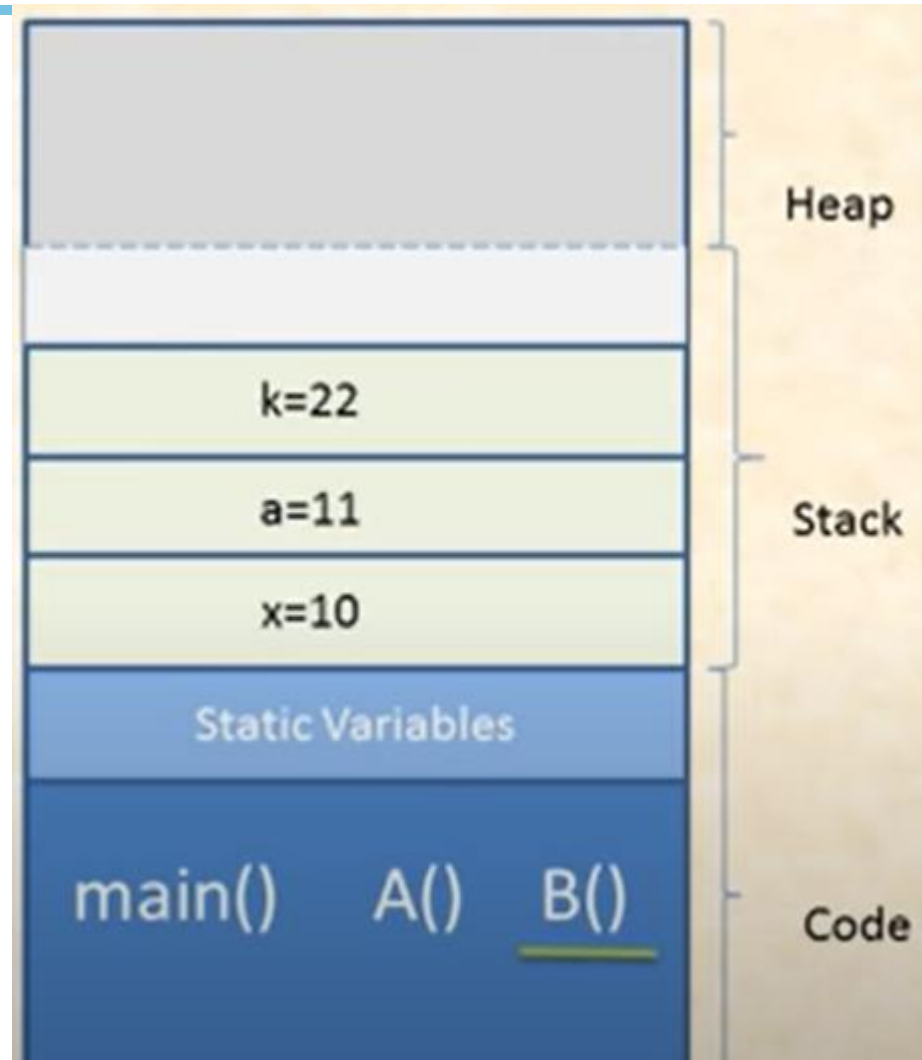 Heap
k=22
a=11
Stack
x=10
Static Variables
main() A() B()
Code